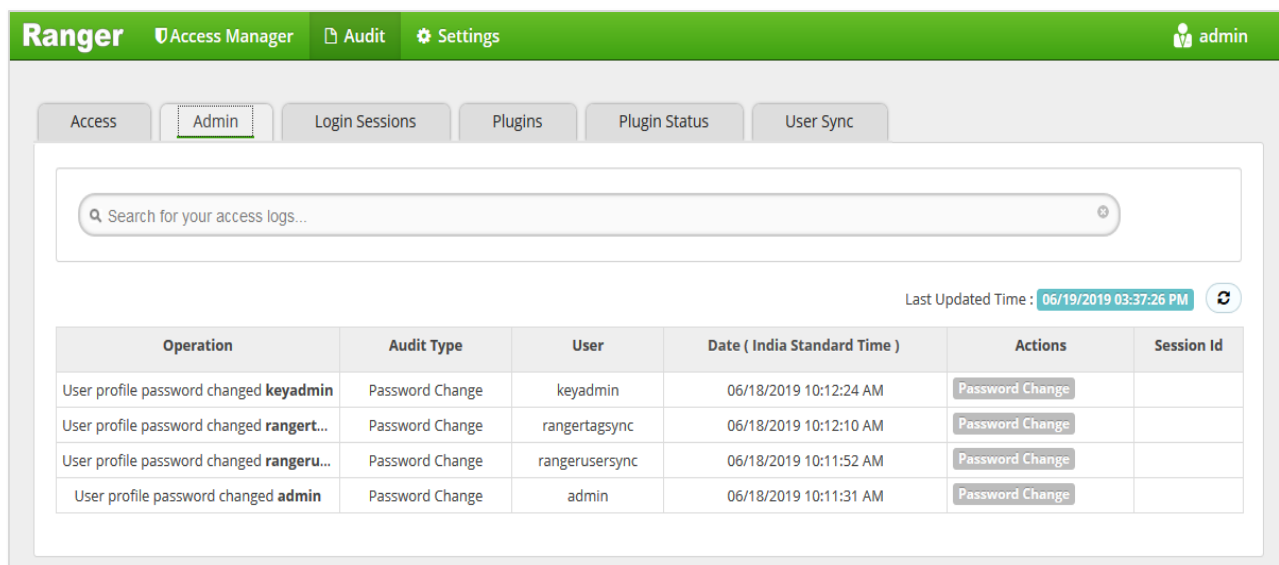 Ranger Access Manager Audit Settings admin
Access Admin Login Sessions Plugins Plugin Status User Sync
Search for your access logs...
Last Updated Time : 06/19/2019 03:37:26 PM
Operation Audit Type User Date ( India Standard Time ) Actions Session Id
User profile password changed keyadmin Password Change keyadmin 06/18/2019 10:12:24 AM Password Change
User profile password changed rangert... Password Change rangertagsync 06/18/2019 10:12:10 AM Password Change
User profile password changed rangeru... Password Change rangerusersync 06/18/2019 10:11:52 AM Password Change
User profile password changed admin Password Change admin 06/18/2019 10:11:31 AM Password Change